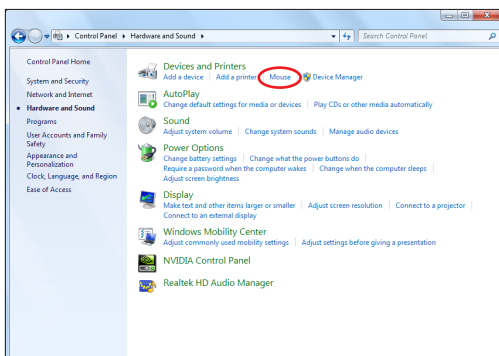 Control Panel ▸ Hardware and Sound ▸
Search Control Panel
Control Panel Home
System and Security
Network and Internet
Hardware and Sound
Programs
User Accounts and Family
Safety
Appearance and
Personalization
Clock, Language, and Region
Ease of Access
Devices and Printers
Add a device | Add a printer | Mouse | Device Manager
AutoPlay
Change default settings for media or devices | Play CDs or other media automatically
Sound
Adjust system volume | Change system sounds | Manage audio devices
Power Options
Change battery settings | Change what the power buttons do |
Require a password when the computer wakes | Change when the computer sleeps |
Adjust screen brightness
Display
Make text and other items larger or smaller | Adjust screen resolution | Connect to a projector |
Connect to an external display
Windows Mobility Center
Adjust commonly used mobility settings | Adjust settings before giving a presentation
NVIDIA Control Panel
Realtek HD Audio Manager